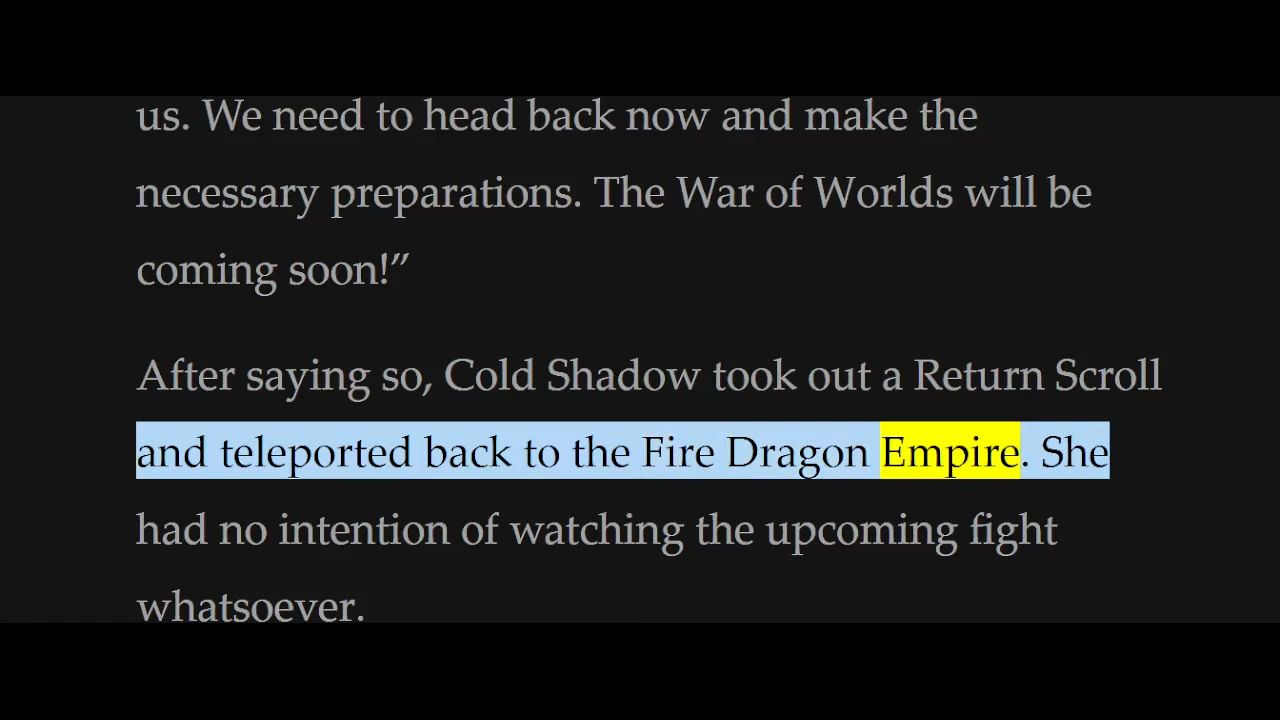 us. We need to head back now and make the
necessary preparations. The War of Worlds will be
coming soon!”
After saying so, Cold Shadow took out a Return Scroll
and teleported back to the Fire Dragon Empire. She
had no intention of watching the upcoming fight
whatsoever.